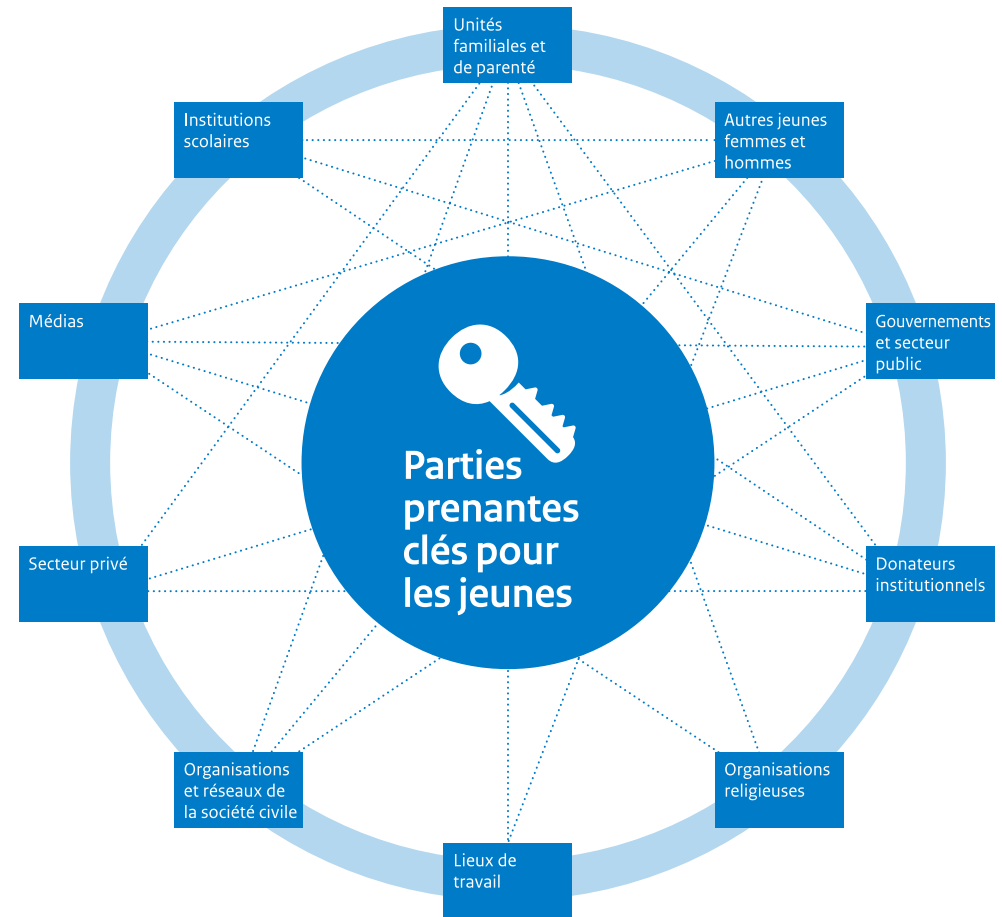 Unités
familiales et
de parenté
Institutions
scolaires
Autres jeunes
femmes et
hommes
Médias
Gouvernements
et secteur
public
Parties
prenantes
clés pour
les jeunes
Secteur privé
Donateurs
institutionnels
Organisations
et réseaux de
la société civile
Organisations
religieuses
Lieux de
travail